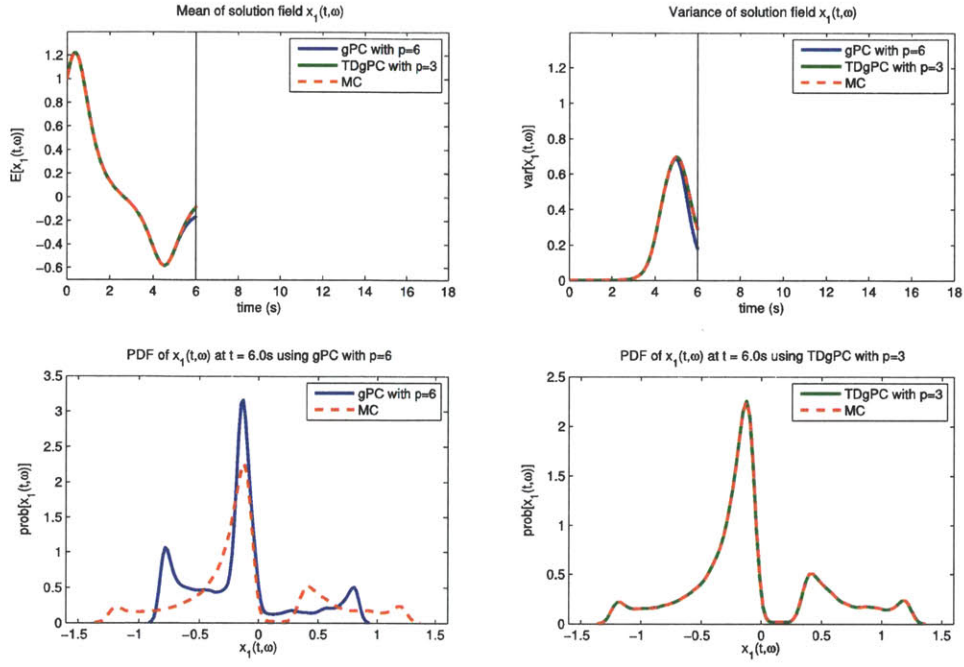 Mean of solution field x₁(t,ω)
E[x₁(t,ω)]
1.2
1
0.8
0.6
0.4
0.2
0
−0.2
−0.4
−0.6
gPC with p=6
TDgPC with p=3
MC
0 2 4 6 8 10 12 14 16 18
time (s)
Variance of solution field x₁(t,ω)
var[x₁(t,ω)]
1.2
1
0.8
0.6
0.4
0.2
0
gPC with p=6
TDgPC with p=3
MC
0 2 4 6 8 10 12 14 16 18
time (s)
PDF of x₁(t,ω) at t = 6.0s using gPC with p=6
prob[x₁(t,ω)]
3.5
3
2.5
2
1.5
1
0.5
0
gPC with p=6
MC
−1.5 −1 −0.5 0 0.5 1 1.5
x₁(t,ω)
PDF of x₁(t,ω) at t = 6.0s using TDgPC with p=3
prob[x₁(t,ω)]
2.5
2
1.5
1
0.5
0
TDgPC with p=3
MC
−1.5 −1 −0.5 0 0.5 1 1.5
x₁(t,ω)